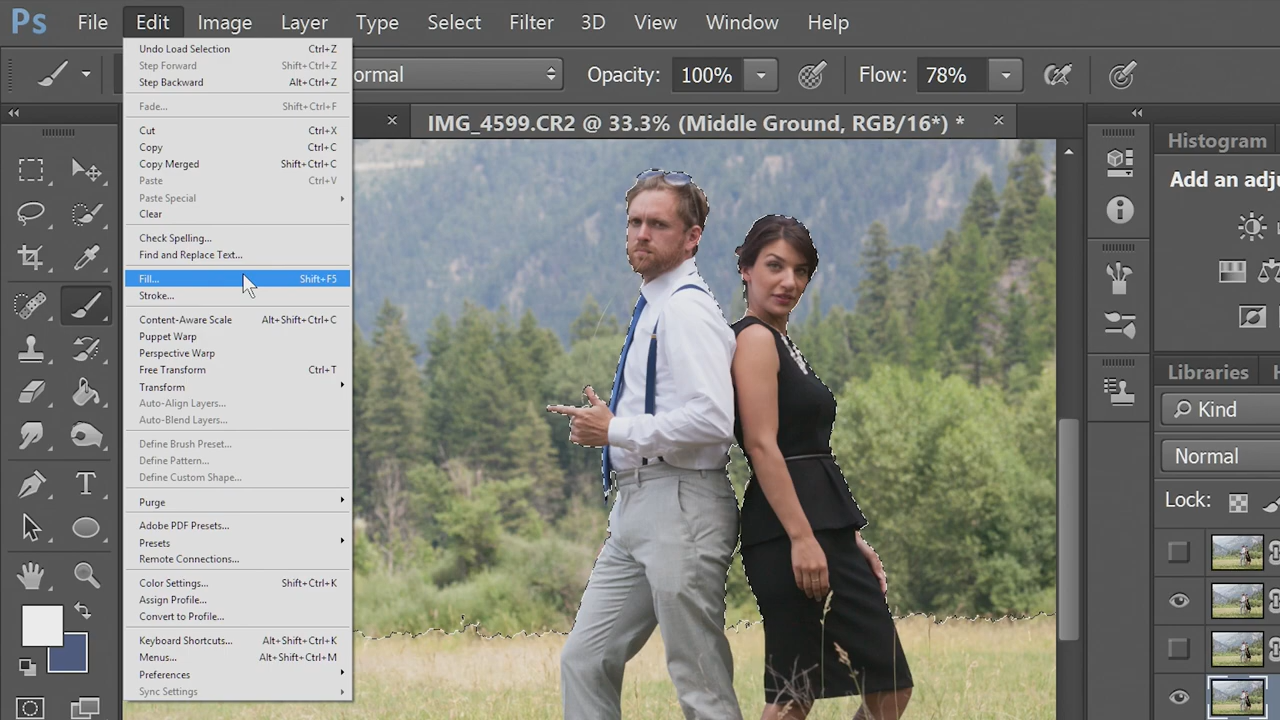 Ps File Edit Image Layer Type Select Filter 3D View Window Help
ormal Opacity: 100% Flow: 78%
IMG_4599.CR2 @ 33.3% (Middle Ground, RGB/16*) *
Undo Load Selection Ctrl+Z
Step Forward Shift+Ctrl+Z
Step Backward Alt+Ctrl+Z
Fade... Shift+Ctrl+F
Cut Ctrl+X
Copy Ctrl+C
Copy Merged Shift+Ctrl+C
Paste Ctrl+V
Paste Special
Clear
Check Spelling...
Find and Replace Text...
Fill... Shift+F5
Stroke...
Content-Aware Scale Alt+Shift+Ctrl+C
Puppet Warp
Perspective Warp
Free Transform Ctrl+T
Transform
Auto-Align Layers...
Auto-Blend Layers...
Define Brush Preset...
Define Pattern...
Define Custom Shape...
Purge
Adobe PDF Presets...
Presets
Remote Connections...
Color Settings... Shift+Ctrl+K
Assign Profile...
Convert to Profile...
Keyboard Shortcuts... Alt+Shift+Ctrl+K
Menus... Alt+Shift+Ctrl+M
Preferences
Sync Settings
Histogram
Add an adju
Libraries
Kind
Normal
Lock: